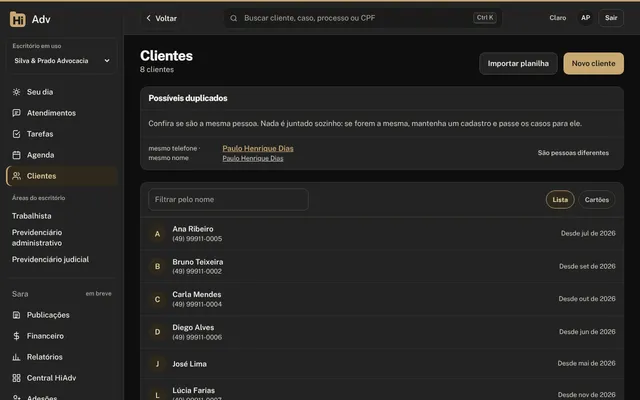 Hi Adv
Voltar
Buscar cliente, caso, processo ou CPF
Ctrl K
Claro
AP
Sair
Escritório em uso
Silva & Prado Advocacia
Seu dia
Atendimentos
Tarefas
Agenda
Clientes
Áreas do escritório
Trabalhista
Previdenciário
administrativo
Previdenciário judicial
Sara
em breve
Publicações
Financeiro
Relatórios
Central HiAdv
Adesões
Clientes
8 clientes
Importar planilha
Novo cliente
Possíveis duplicados
Confira se são a mesma pessoa. Nada é juntado sozinho: se forem a mesma, mantenha um cadastro e passe os casos para ele.
mesmo telefone ·
mesmo nome
Paulo Henrique Dias
Paulo Henrique Dias
São pessoas diferentes
Filtrar pelo nome
Lista
Cartões
A
Ana Ribeiro
(49) 99911-0005
Desde jul de 2026
B
Bruno Teixeira
(49) 99911-0002
Desde set de 2026
C
Carla Mendes
(49) 99911-0004
Desde out de 2026
D
Diego Alves
(49) 99911-0006
Desde jun de 2026
J
José Lima
Desde mai de 2026
L
Lúcia Farias
Desde nov de 2026